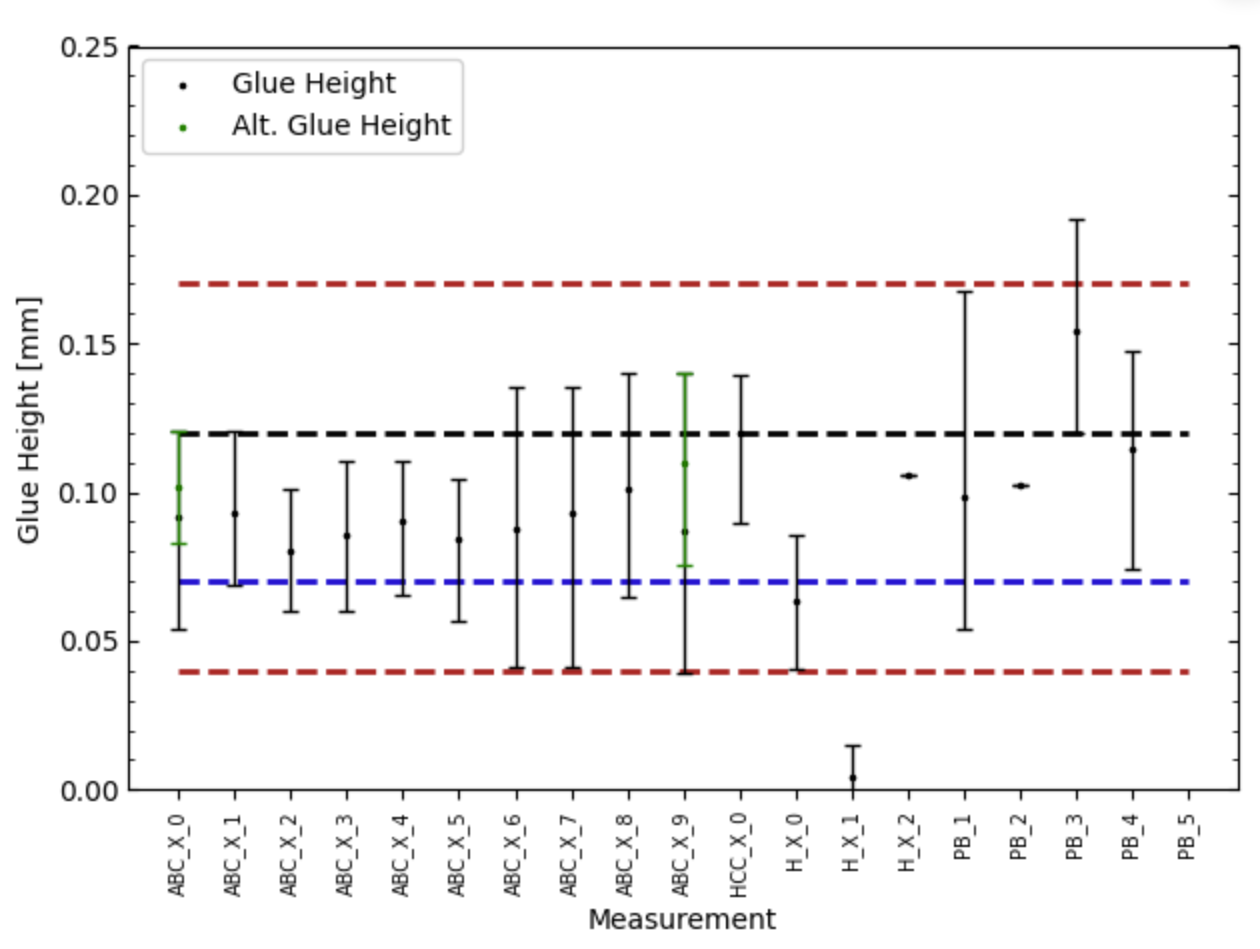 0.25
0.20
0.15
0.10
0.05
0.00
Glue Height [mm]
Glue Height
Alt. Glue Height
ABC_X_0
ABC_X_1
ABC_X_2
ABC_X_3
ABC_X_4
ABC_X_5
ABC_X_6
ABC_X_7
ABC_X_8
ABC_X_9
HCC_X_0
H_X_0
H_X_1
H_X_2
PB_1
PB_2
PB_3
PB_4
PB_5
Measurement